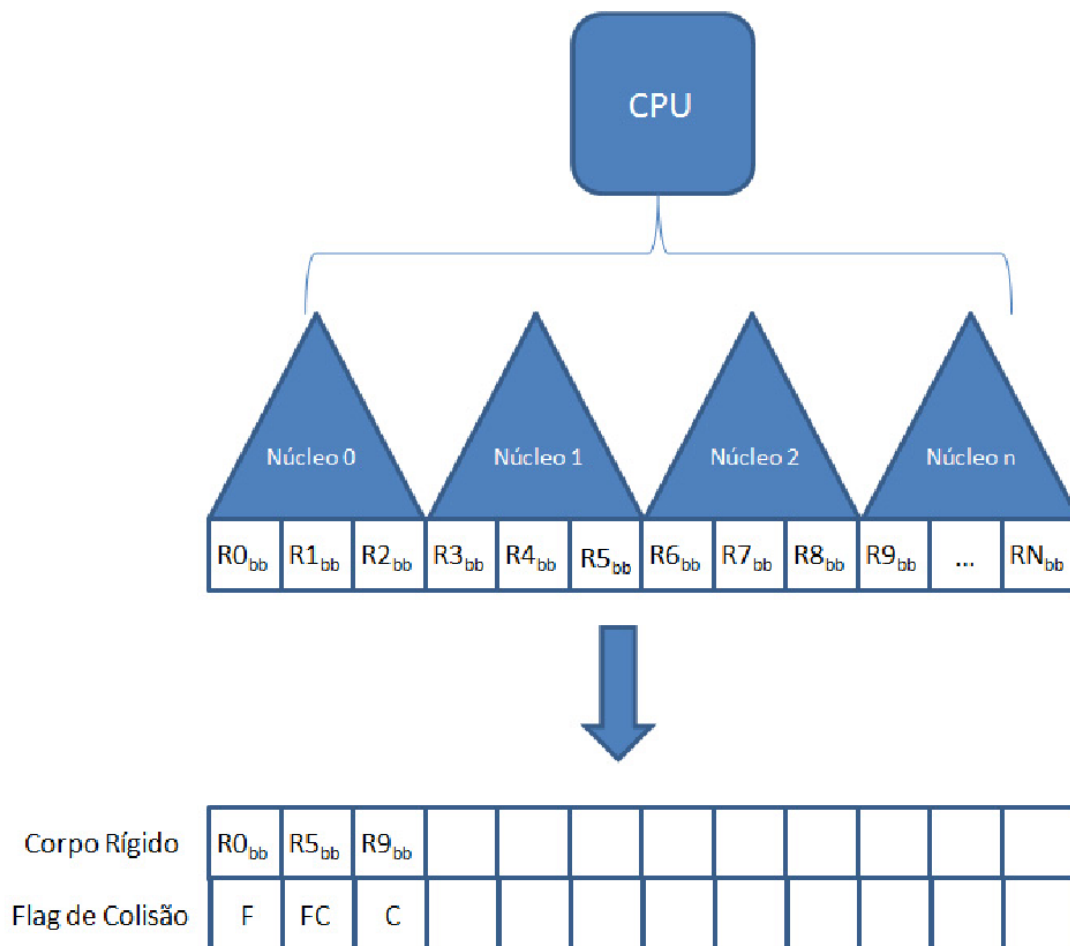 CPU
Núcleo 0 Núcleo 1 Núcleo 2 Núcleo n
R0bb R1bb R2bb R3bb R4bb R5bb R6bb R7bb R8bb R9bb ... RNbb
Corpo Rígido R0bb R5bb R9bb
Flag de Colisão F FC C